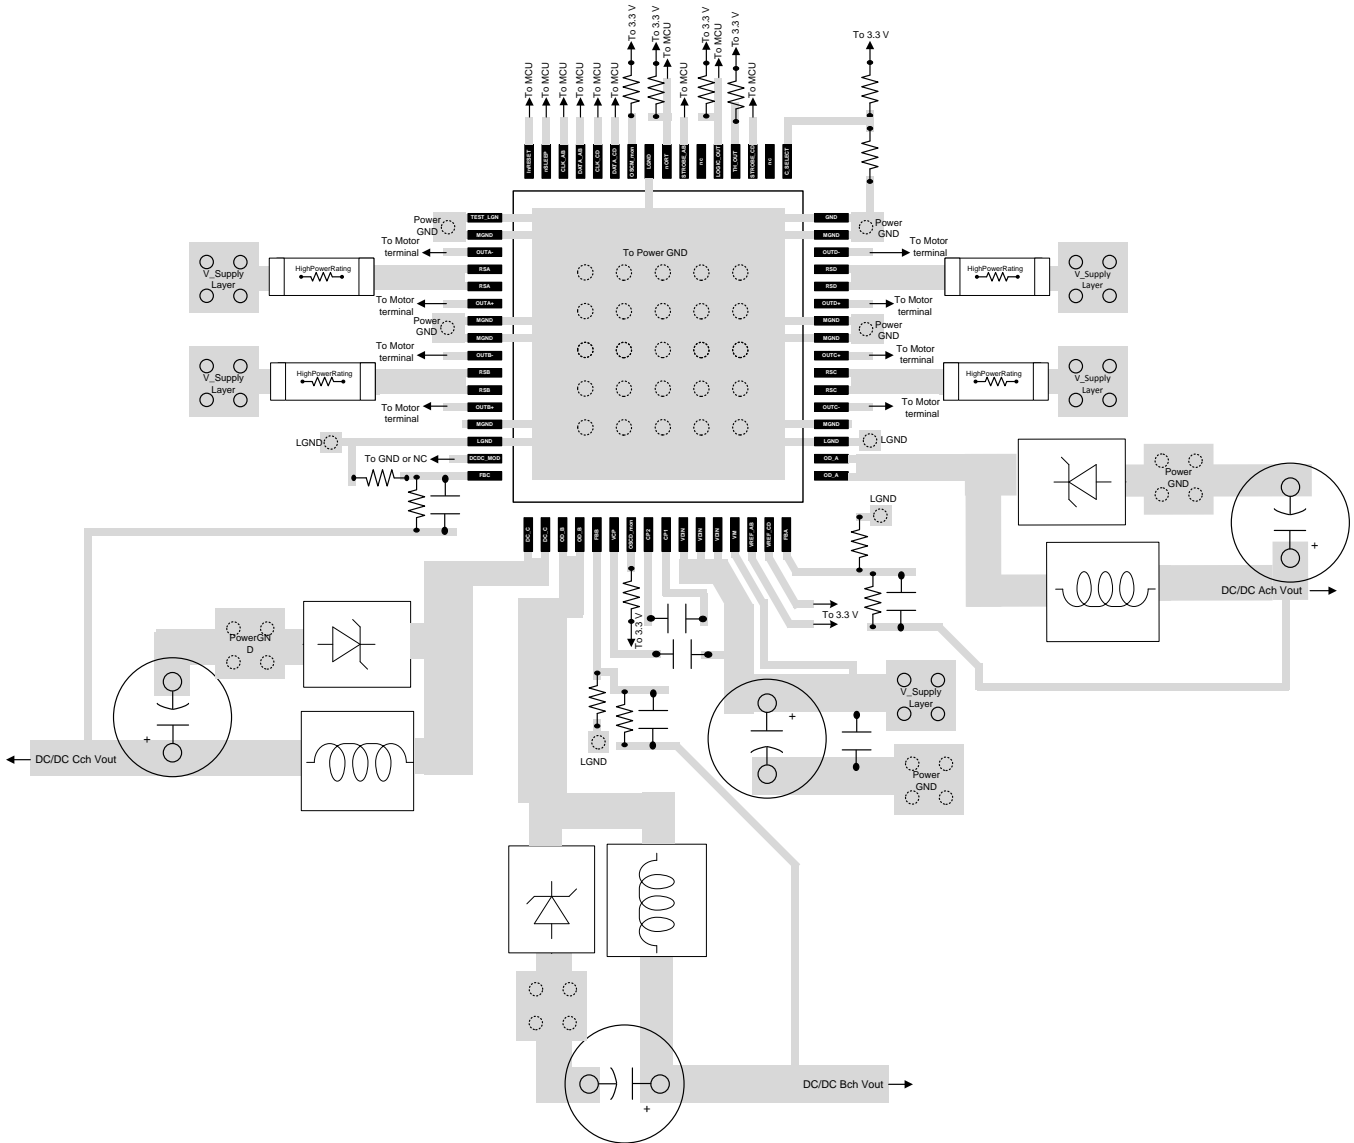 To 3.3 V
To 3.3 V
To MCU
To 3.3 V
To MCU
To 3.3 V
To 3.3 V
To MCU
To MCU
To MCU
To MCU
To MCU
To MCU
To MCU
To MCU
InRESET
nSLEEP
CLK_AB
DATA_AB
CLK_CD
DATA_CD
OSCM_mon
LGND
nORT
STROBE_AB
nc
LOGIC_OUT
TH_OUT
STROBE_CD
nc
C_SELECT
Power
GND
TEST_LGN
MGND
To Motor
terminal
OUTA-
V_Supply
Layer
HighPowerRating
RSA
RSA
To Motor
terminal
OUTA+
Power
GND
MGND
MGND
To Motor
terminal
OUTB-
V_Supply
Layer
HighPowerRating
RSB
RSB
To Motor
terminal
OUTB+
MGND
LGND
LGND
To GND or NC
DCDC_MOD
FBC
To Power GND
GND
Power
GND
MGND
OUTD-
To Motor
terminal
RSD
RSD
HighPowerRating
V_Supply
Layer
OUTD+
To Motor
terminal
MGND
MGND
Power
GND
OUTC+
To Motor
terminal
RSC
RSC
HighPowerRating
V_Supply
Layer
OUTC-
To Motor
terminal
MGND
LGND
LGND
OD_A
OD_A
Power
GND
+
DC/DC Ach Vout
LGND
DC_C
DC_C
OD_B
OD_B
FBB
VCP
OSCD_mon
CP2
CP1
VDIN
VDIN
VDIN
VM
VREF_AB
VREF_CD
FBA
To 3.3 V
To 3.3 V
PowerGN
D
+
DC/DC Cch Vout
LGND
V_Supply
Layer
+
Power
GND
+
DC/DC Bch Vout